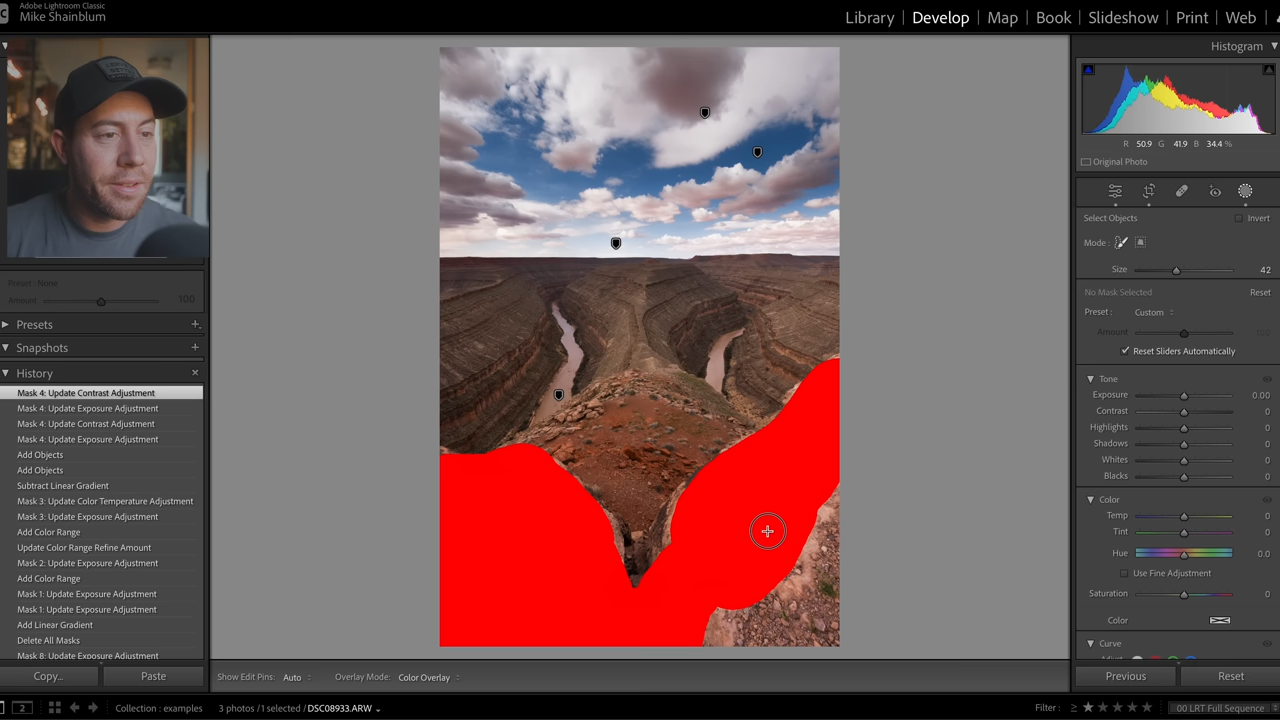 Adobe Lightroom Classic
Mike Shainblum
Library | Develop | Map | Book | Slideshow | Print | Web
Histogram
R 50.9 G 41.9 B 34.4 %
Original Photo
Select Objects Invert
Mode :
Size 42
No Mask Selected Reset
Preset : Custom
Amount
Reset Sliders Automatically
Tone
Exposure 0.00
Contrast 0
Highlights 0
Shadows 0
Whites 0
Blacks 0
Color
Temp 0
Tint 0
Hue 0.0
Use Fine Adjustment
Saturation 0
Color
Curve
Previous Reset
Preset : None
Amount 100
Presets
Snapshots
History
Mask 4: Update Contrast Adjustment
Mask 4: Update Exposure Adjustment
Mask 4: Update Contrast Adjustment
Mask 4: Update Exposure Adjustment
Add Objects
Add Objects
Subtract Linear Gradient
Mask 3: Update Color Temperature Adjustment
Mask 3: Update Exposure Adjustment
Add Color Range
Update Color Range Refine Amount
Mask 2: Update Exposure Adjustment
Add Color Range
Mask 1: Update Exposure Adjustment
Mask 1: Update Exposure Adjustment
Add Linear Gradient
Delete All Masks
Mask 8: Update Exposure Adjustment
Copy... Paste
Show Edit Pins: Auto Overlay Mode: Color Overlay
2 Collection : examples 3 photos / 1 selected / DSC08933.ARW Filter : 00 LRT Full Sequence